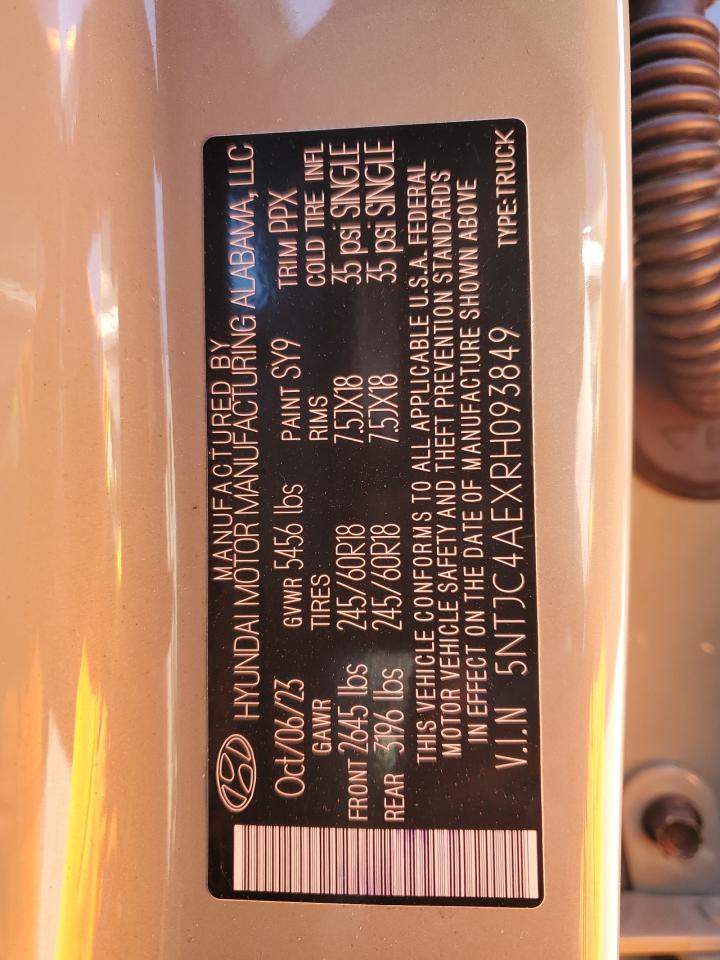 MANUFACTURED BY
HYUNDAI MOTOR MANUFACTURING ALABAMA, LLC
Oct/06/23 GVWR 5456 lbs PAINT SY9 TRIM PPX
GAWR TIRES RIMS COLD TIRE INFL
FRONT 2645 lbs 245/60R18 7.5JX18 35 psi SINGLE
REAR 3196 lbs 245/60R18 7.5JX18 35 psi SINGLE
THIS VEHICLE CONFORMS TO ALL APPLICABLE U.S.A. FEDERAL
MOTOR VEHICLE SAFETY AND THEFT PREVENTION STANDARDS
IN EFFECT ON THE DATE OF MANUFACTURE SHOWN ABOVE
V.I.N 5NTJC4AEXRH093849 TYPE:TRUCK